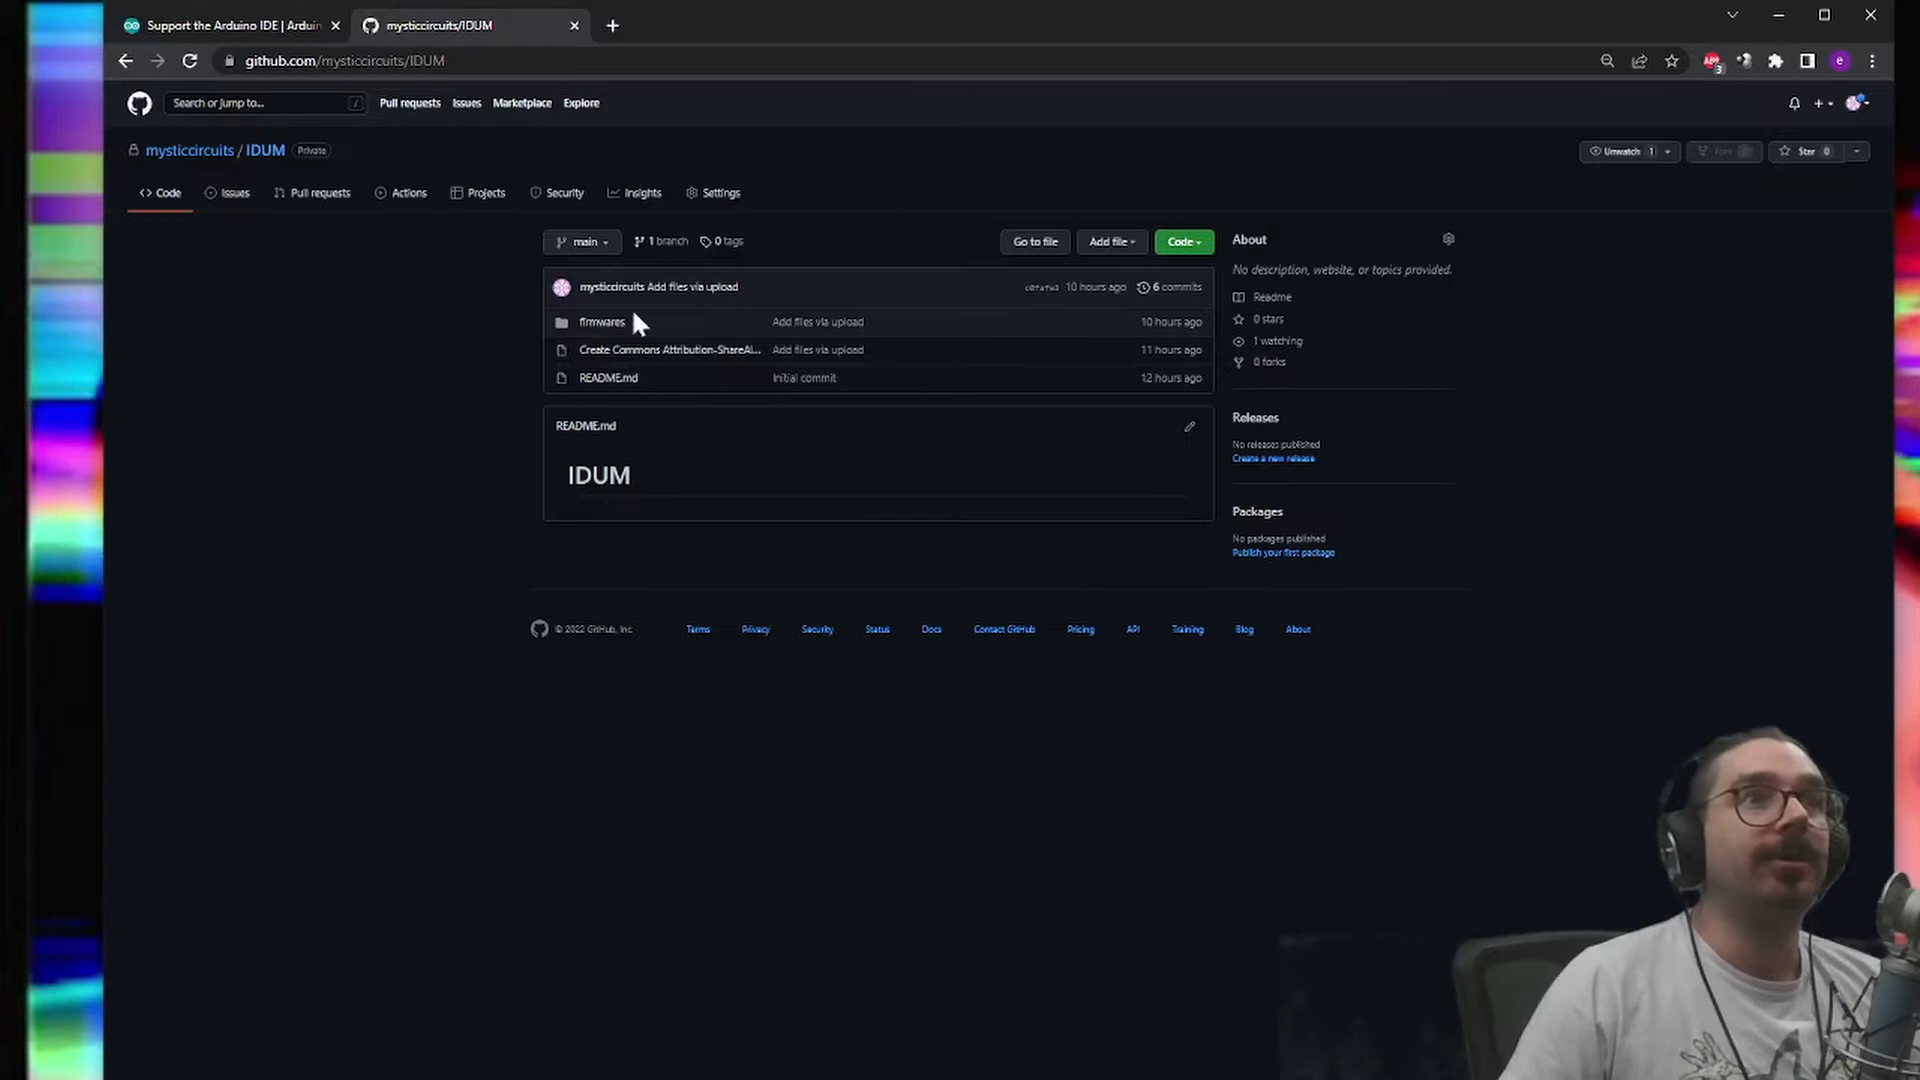 Support the Arduino IDE | Arduin
mysticcircuits/IDUM
github.com/mysticcircuits/IDUM
3
e
Search or jump to...
/
Pull requests
Issues
Marketplace
Explore
mysticcircuits / IDUM
Private
Unwatch 1
Fork
Star 0
Code
Issues
Pull requests
Actions
Projects
Security
Insights
Settings
main
1 branch
0 tags
Go to file
Add file
Code
About
No description, website, or topics provided.
mysticcircuits Add files via upload
10 hours ago
6 commits
firmwares
Add files via upload
10 hours ago
Create Commons Attribution-ShareAl...
Add files via upload
11 hours ago
README.md
Initial commit
12 hours ago
Readme
0 stars
1 watching
0 forks
README.md
IDUM
Releases
No releases published
Create a new release
Packages
No packages published
Publish your first package
© 2022 GitHub, Inc.
Terms
Privacy
Security
Status
Docs
Contact GitHub
Pricing
API
Training
Blog
About